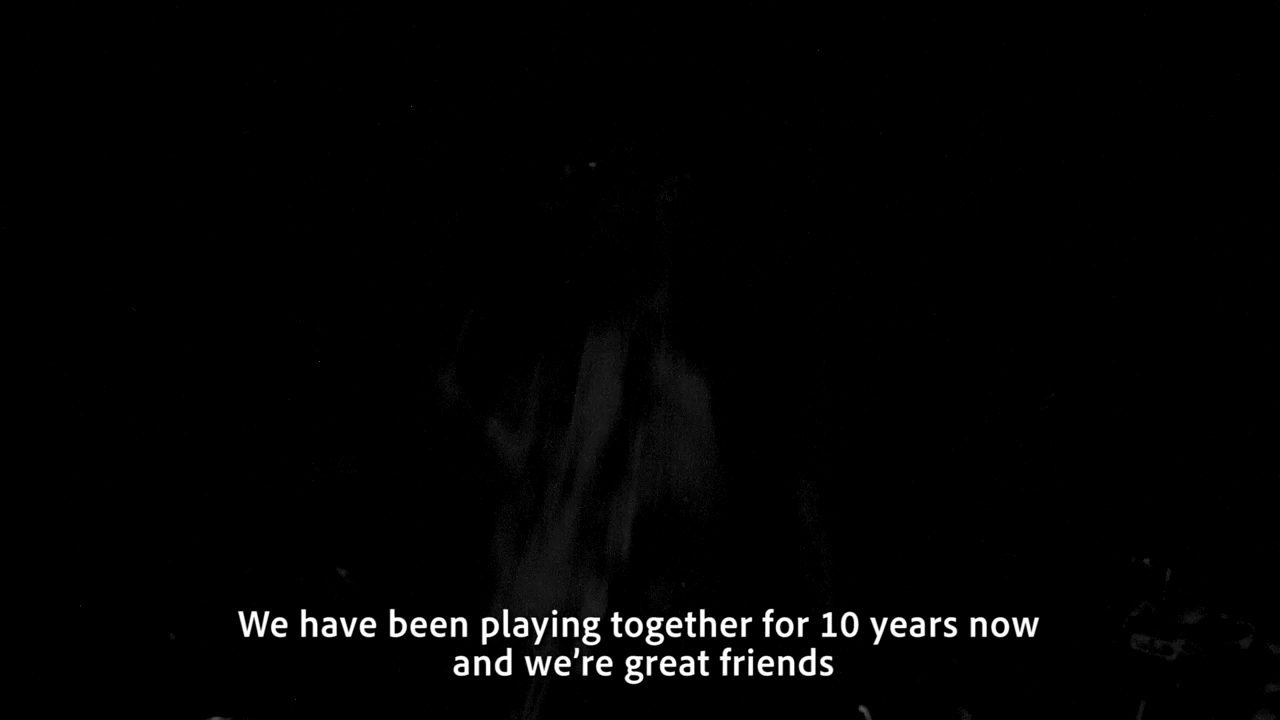 We have been playing together for 10 years now
and we’re great friends